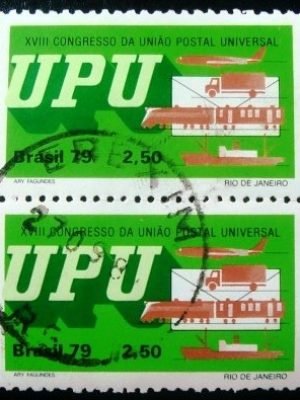 XVIII CONGRESSO DA UNIÃO POSTAL UNIVERSAL
UPU
Brasil 79 2,50
ARY FAGUNDES RIO DE JANEIRO
XVIII CONGRESSO DA UNIÃO POSTAL UNIVERSAL
UPU
Brasil 79 2,50
ARY FAGUNDES RIO DE JANEIRO